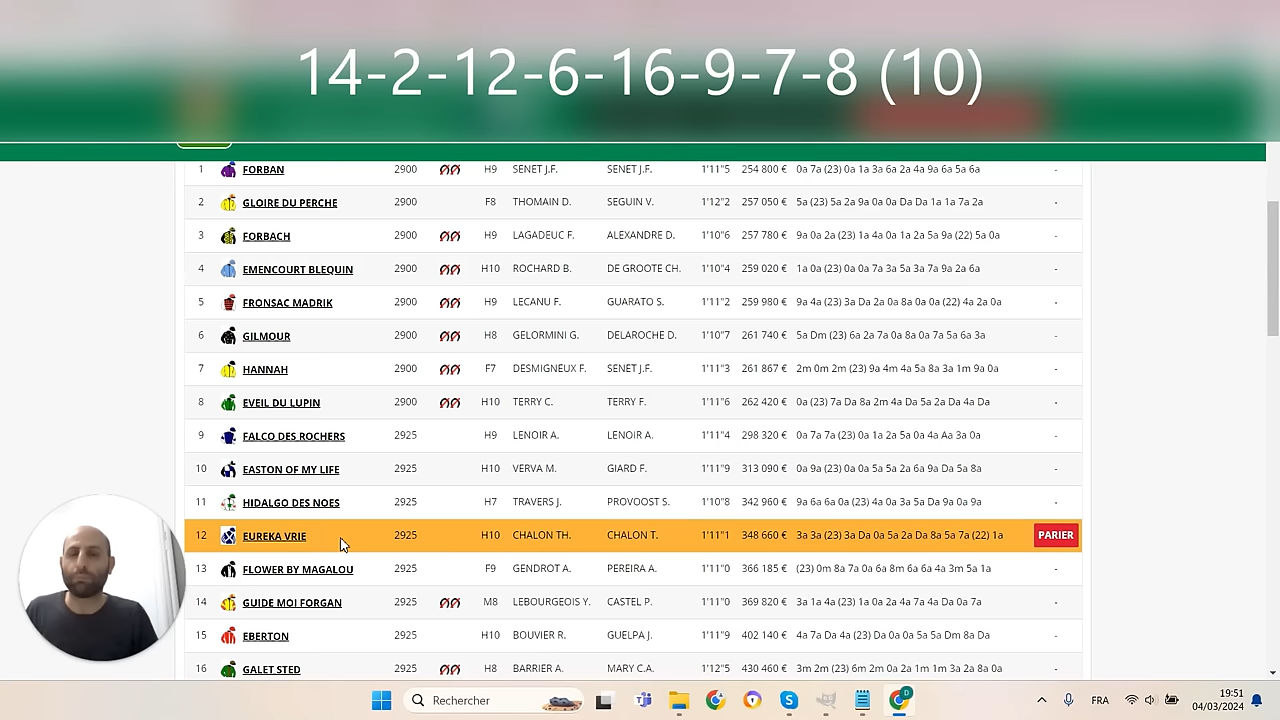 14-2-12-6-16-9-7-8 (10)
1 FORBAN 2900 H9 SENET J.F. SENET J.F. 1'11"5 254 800 € 0a 7a (23) 0a 1a 3a 6a 2a 4a 9a 6a 5a 6a -
2 GLOIRE DU PERCHE 2900 F8 THOMAIN D. SEGUIN V. 1'12"2 257 050 € 5a (23) 5a 2a 9a 0a 0a Da Da 1a 1a 7a 2a -
3 FORBACH 2900 H9 LAGADEUC F. ALEXANDRE D. 1'10"6 257 780 € 9a 0a 2a (23) 1a 4a 0a 1a 2a 5a 9a (22) 5a 0a -
4 EMENCOURT BLEQUIN 2900 H10 ROCHARD B. DE GROOTE CH. 1'10"4 259 020 € 1a 0a (23) 0a 0a 7a 3a 5a 3a 7a 9a 2a 6a -
5 FRONSAC MADRIK 2900 H9 LECANU F. GUARATO S. 1'11"2 259 980 € 9a 4a (23) 3a Da 2a 0a 8a 0a 0a (22) 4a 2a 0a -
6 GILMOUR 2900 H8 GELORMINI G. DELAROCHE D. 1'10"7 261 740 € 5a Dm (23) 6a 2a 7a 0a 8a 0a 7a 5a 6a 3a -
7 HANNAH 2900 F7 DESMIGNEUX F. SENET J.F. 1'11"3 261 867 € 2m 0m 2m (23) 9a 4m 4a 5a 8a 3a 1m 9a 0a -
8 EVEIL DU LUPIN 2900 H10 TERRY C. TERRY F. 1'11"6 262 420 € 0a (23) 7a Da 8a 2m 4a Da 5a 2a Da 4a Da -
9 FALCO DES ROCHERS 2925 H9 LENOIR A. LENOIR A. 1'11"4 298 320 € 0a 7a 7a (23) 0a 1a 2a 5a 0a 4a Aa 3a 0a -
10 EASTON OF MY LIFE 2925 H10 VERVA M. GIARD F. 1'11"9 313 090 € 0a 9a (23) 0a 0a 5a 5a 2a 6a 9a Da 5a 8a -
11 HIDALGO DES NOES 2925 H7 TRAVERS J. PROVOOST S. 1'10"8 342 960 € 9a 6a 6a 0a (23) 4a 0a 3a 5a Da 9a 0a 9a -
12 EUREKA VRIE 2925 H10 CHALON TH. CHALON T. 1'11"1 348 660 € 3a 3a (23) 3a Da 0a 5a 2a Da 8a 5a 7a (22) 1a PARIER
13 FLOWER BY MAGALOU 2925 F9 GENDROT A. PEREIRA A. 1'11"0 366 185 € (23) 0m 8a 7a 0a 6a 8m 6a 6a 4a 3m 5a 1a -
14 GUIDE MOI FORGAN 2925 M8 LEBOURGEOIS Y. CASTEL P. 1'11"0 369 820 € 3a 1a 4a (23) 1a 0a 2a 4a 7a 4a Da 0a 7a -
15 EBERTON 2925 H10 BOUVIER R. GUELPA J. 1'11"9 402 140 € 4a 7a Da 4a (23) Da 0a 0a 5a 3a Dm 8a Da -
16 GALET STED 2925 H8 BARRIER A. MARY C.A. 1'12"5 430 460 € 3m 2m (23) 6m 2m 0a 2a 1m 1m 3a 2a 8a 0a -
Rechercher
FRA
19:51
04/03/2024